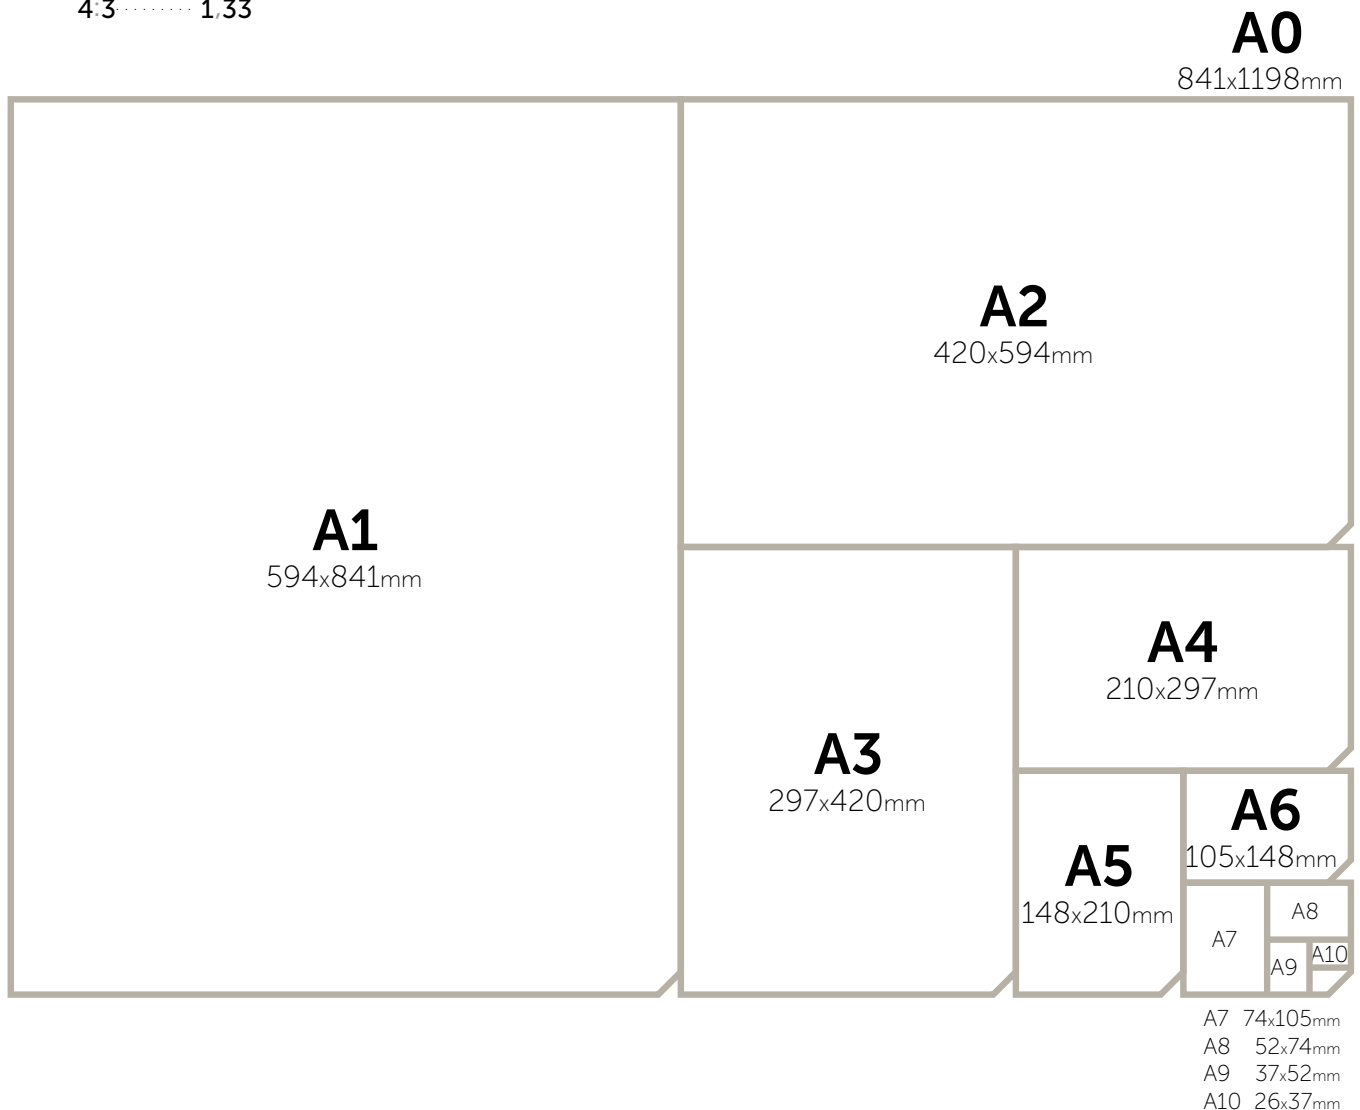 4:3 ......... 1,33
A0
841x1198mm
A2
420x594mm
A1
594x841mm
A4
210x297mm
A3
297x420mm
A6
105x148mm
A5
148x210mm
A8
A7
A10
A9
A7 74x105mm
A8 52x74mm
A9 37x52mm
A10 26x37mm